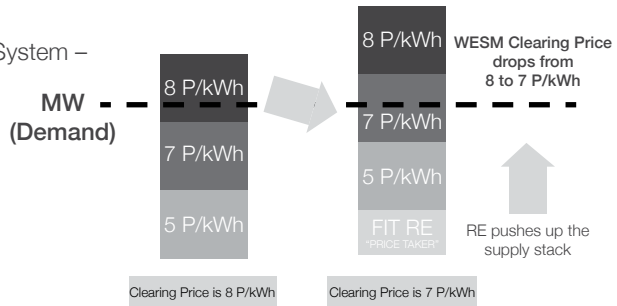 System –
MW
(Demand)
8 P/kWh
7 P/kWh
5 P/kWh
Clearing Price is 8 P/kWh
8 P/kWh
7 P/kWh
5 P/kWh
FIT RE
"PRICE TAKER"
Clearing Price is 7 P/kWh
WESM Clearing Price
drops from
8 to 7 P/kWh
RE pushes up the
supply stack